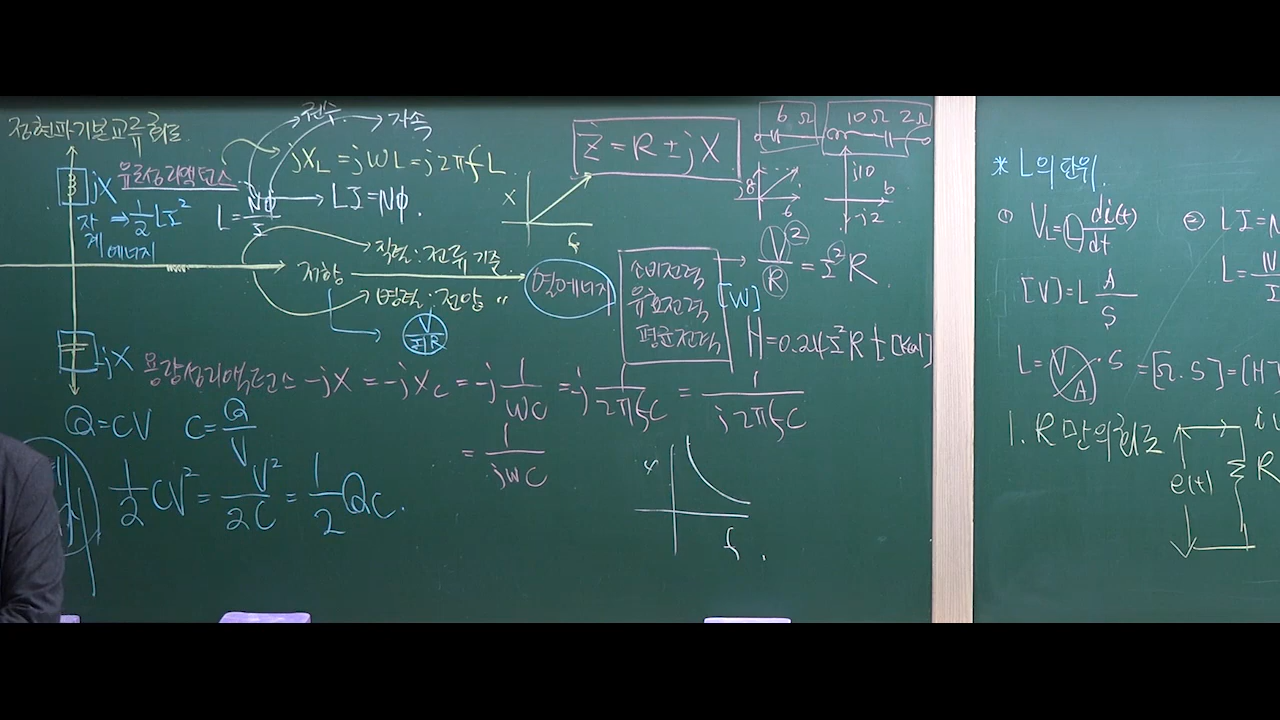 정현파기본교류회로
권수
가속
jX_L = jωL = j2πfL
jX 유도성리액턴스
L = Nφ/I → LI = Nφ.
자계에너지 ⇒ 1/2 LI²
X
f
Z = R ± jX
6Ω
10Ω 2Ω
j8
6
j10
6
-j2
저항
직렬:전류 기준
병렬:전압 〃
열에너지
소비전력
유효전력
평균전력
[W]
V²/R = I²R
H = 0.24I²Rt [kcal]
-jX 용량성리액턴스 -jX = -jXc = -j 1/ωC = -j 1/2πfC = 1/j2πfC
= 1/jωC
Q = CV C = Q/V
1/2 CV² = V²/2C = 1/2 QC.
f
* L의 단위
① V_L = L di(t)/dt
[V] = L A/S
L = V/A · S = [Ω·S] = [H
② LI = N
L = N/I
1. R만의회로
e(t)
i(
R